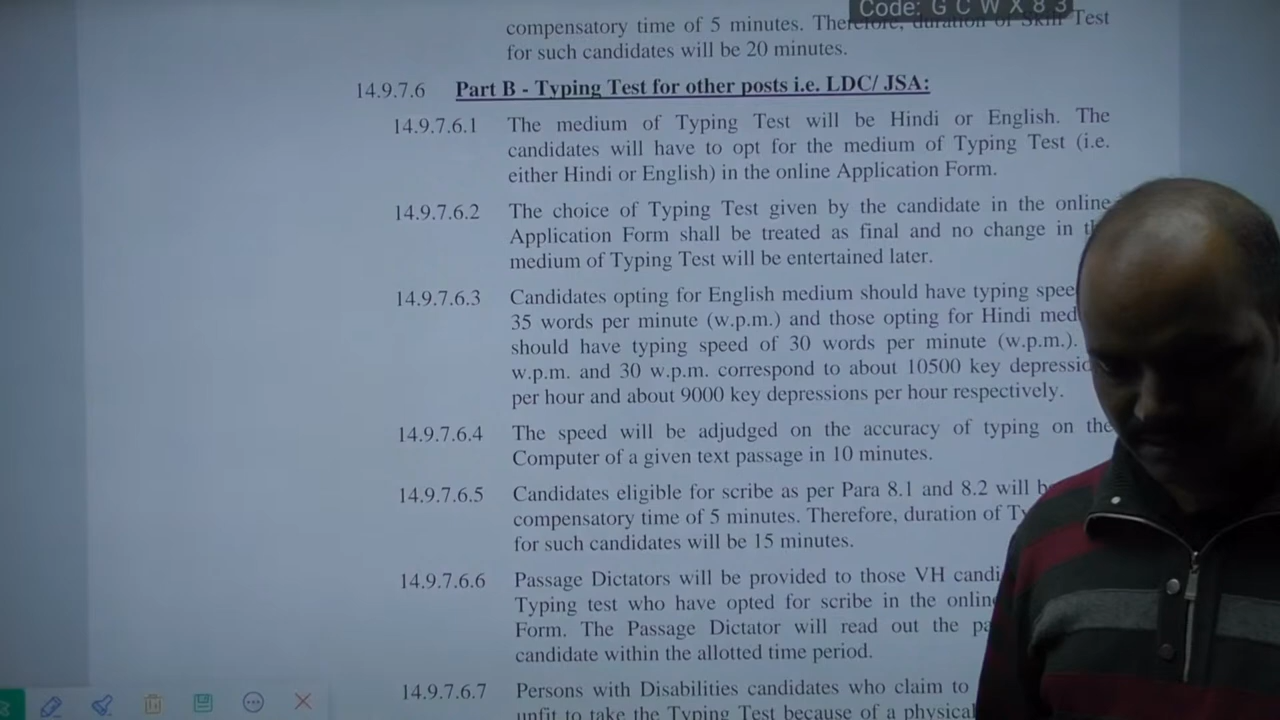 Code: G C W X 8 3
compensatory time of 5 minutes. Therefore, duration of Skill Test
for such candidates will be 20 minutes.
14.9.7.6 Part B - Typing Test for other posts i.e. LDC/ JSA:
14.9.7.6.1 The medium of Typing Test will be Hindi or English. The
candidates will have to opt for the medium of Typing Test (i.e.
either Hindi or English) in the online Application Form.
14.9.7.6.2 The choice of Typing Test given by the candidate in the online
Application Form shall be treated as final and no change in
medium of Typing Test will be entertained later.
14.9.7.6.3 Candidates opting for English medium should have typing
35 words per minute (w.p.m.) and those opting for Hindi
should have typing speed of 30 words per minute (w.p.m.).
w.p.m. and 30 w.p.m. correspond to about 10500 key
per hour and about 9000 key depressions per hour respectively.
14.9.7.6.4 The speed will be adjudged on the accuracy of typing on the
Computer of a given text passage in 10 minutes.
14.9.7.6.5 Candidates eligible for scribe as per Para 8.1 and 8.2 will
compensatory time of 5 minutes. Therefore, duration of
for such candidates will be 15 minutes.
14.9.7.6.6 Passage Dictators will be provided to those VH
Typing test who have opted for scribe in the
Form. The Passage Dictator will read out the
candidate within the allotted time period.
14.9.7.6.7 Persons with Disabilities candidates who claim to
unfit to take the Typing Test because of a physical